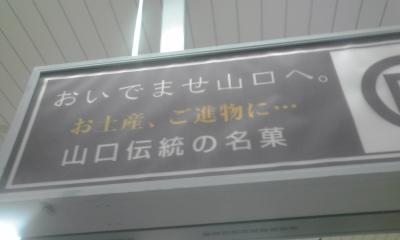 おいでませ山口へ。
お土産、ご進物に…
山口伝統の名菓